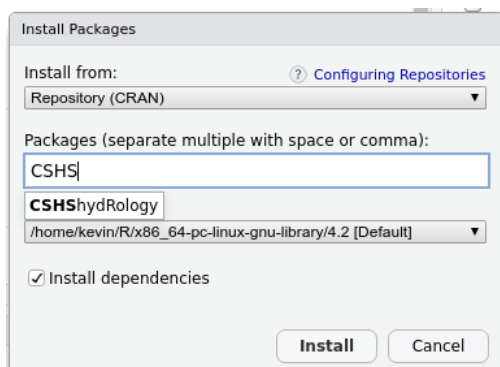 Install Packages
Install from:
? Configuring Repositories
Repository (CRAN)
Packages (separate multiple with space or comma):
CSHS
CSHShydRology
/home/kevin/R/x86_64-pc-linux-gnu-library/4.2 [Default]
Install dependencies
Install
Cancel